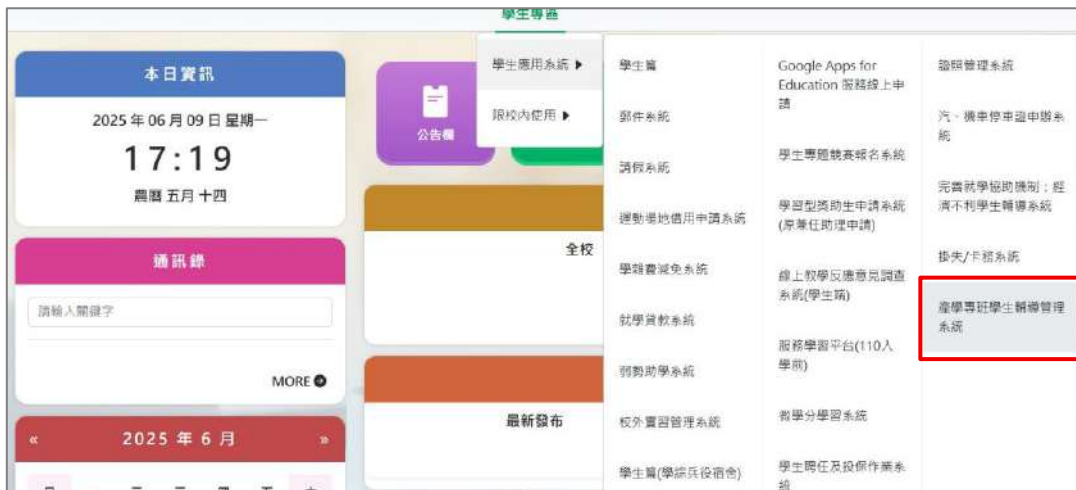 學生專區
本日資訊
2025 年 06 月 09 日 星期一
17:19
農曆 五月 十四
通訊錄
請輸入關鍵字
MORE
« 2025 年 6 月 »
公告欄
全校
最新發布
學生應用系統 ▶
限校內使用 ▶
學生篇
郵件系統
請假系統
運動場地借用申請系統
學雜費減免系統
就學貸款系統
弱勢助學系統
校外實習管理系統
學生篇(學綜兵役宿舍)
Google Apps for
Education 服務線上申
請
學生專題競賽報名系統
學習型獎助生申請系統
(原兼任助理申請)
線上教學反應意見調查
系統(學生端)
服務學習平台(110入
學前)
微學分學習系統
學生聘任及投保作業系
統
證照管理系統
汽、機車停車證申辦系
統
完善就學協助機制：經
濟不利學生輔導系統
掛失/卡務系統
產學專班學生輔導管理
系統